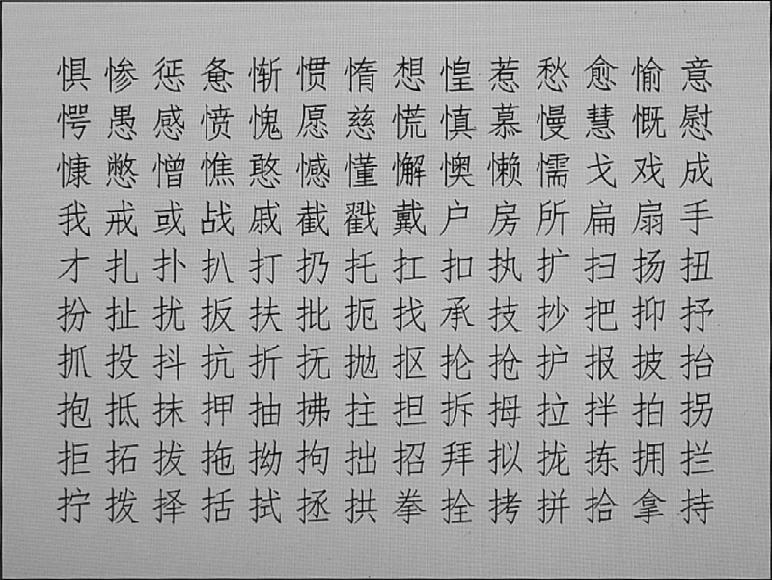 惧惨惩惫惭惯惰想惶惹愁愈愉意
愕愚感愤愧愿慈慌慎慕慢慧慨慰
慷憋憎憔憨憾懂懈懊懒懦戈戏成
我戒或战戚截戳戴户房所扁扇手
才扎扑扒打扔托扛扣执扩扫扬扭
扮扯扰扳扶批扼找承技抄把抑抒
抓投抖抗折抚抛抠抡抢护报披抬
抱抵抹押抽拂拄担拆拇拉拌拍拐
拒拓拔拖拗拘拙招拜拟拢拣拥拦
拧拨择括拭拯拱拳拴拷拼拾拿持